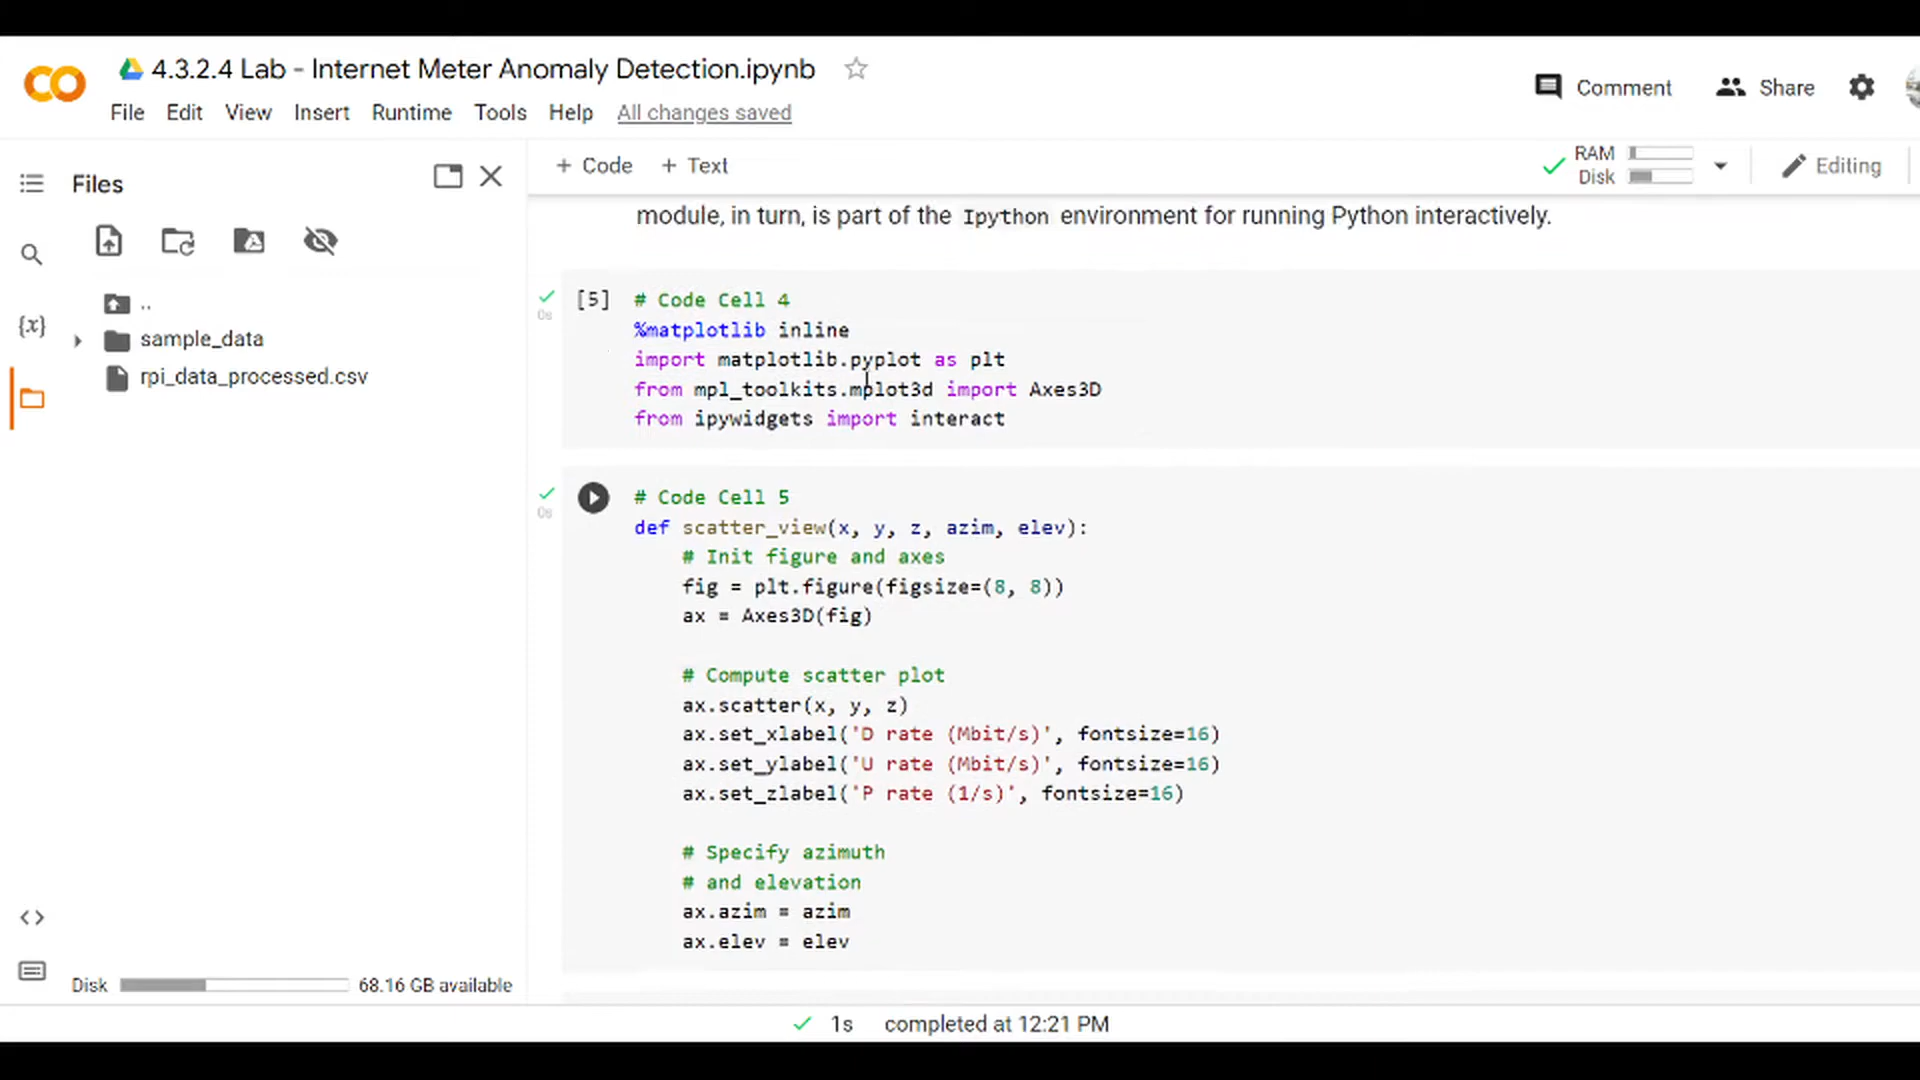 4.3.2.4 Lab - Internet Meter Anomaly Detection.ipynb
File Edit View Insert Runtime Tools Help All changes saved
Comment Share
Files
+ Code + Text
RAM
Disk
Editing
..
sample_data
rpi_data_processed.csv
{x}
<>
Disk 68.16 GB available
module, in turn, is part of the Ipython environment for running Python interactively.
[5] # Code Cell 4
0s
%matplotlib inline
import matplotlib.pyplot as plt
from mpl_toolkits.mplot3d import Axes3D
from ipywidgets import interact
# Code Cell 5
0s
def scatter_view(x, y, z, azim, elev):
# Init figure and axes
fig = plt.figure(figsize=(8, 8))
ax = Axes3D(fig)
# Compute scatter plot
ax.scatter(x, y, z)
ax.set_xlabel('D rate (Mbit/s)', fontsize=16)
ax.set_ylabel('U rate (Mbit/s)', fontsize=16)
ax.set_zlabel('P rate (1/s)', fontsize=16)
# Specify azimuth
# and elevation
ax.azim = azim
ax.elev = elev
1s completed at 12:21 PM